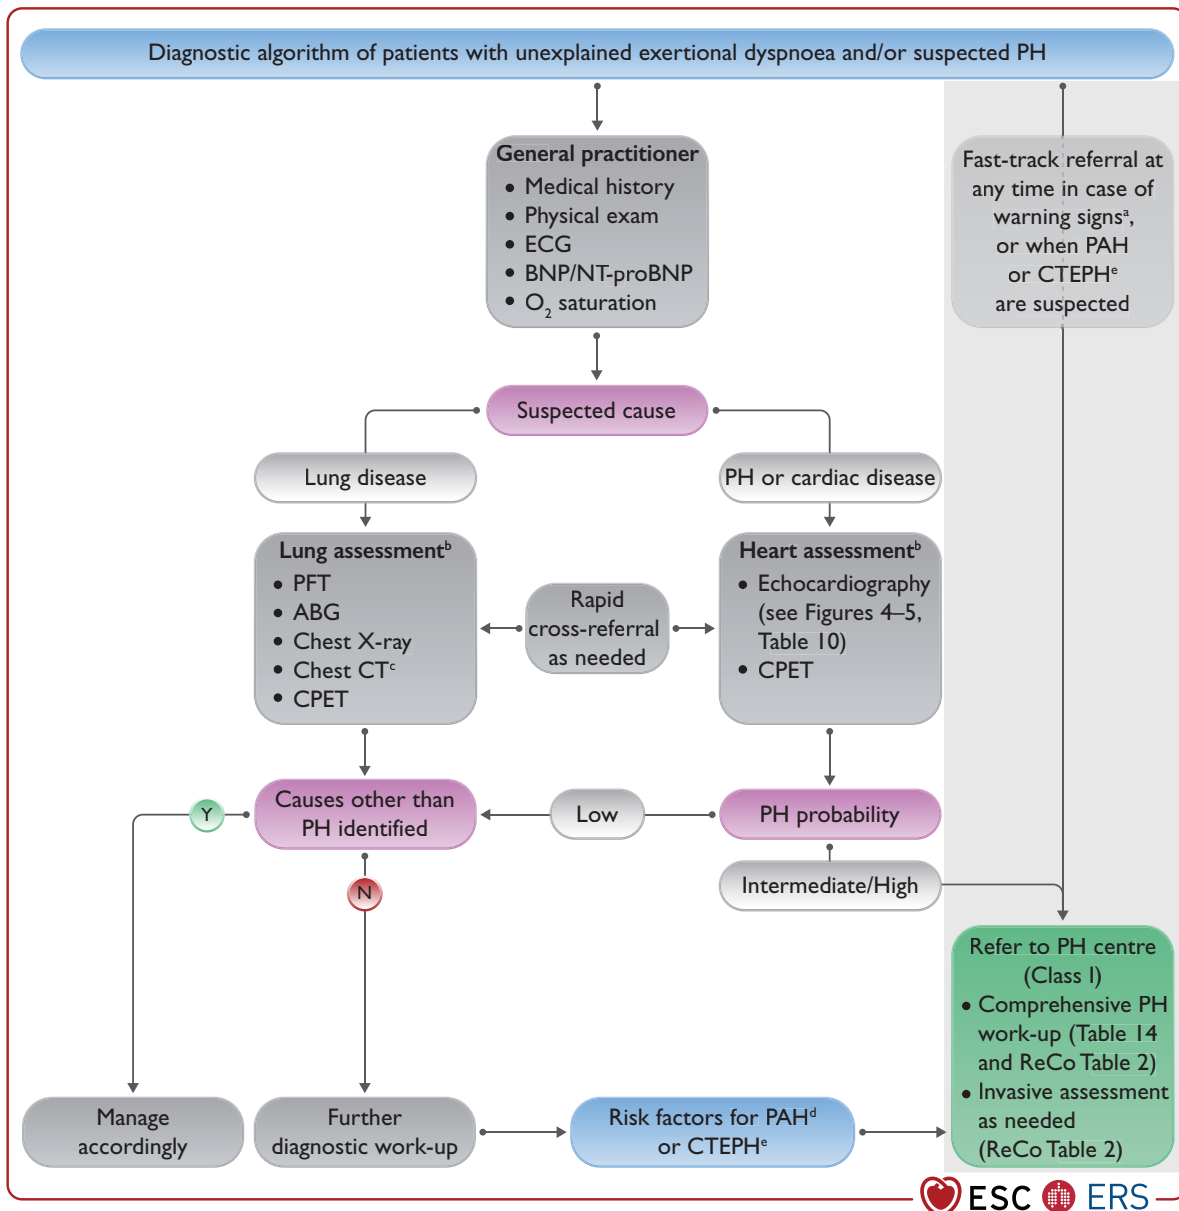 Diagnostic algorithm of patients with unexplained exertional dyspnoea and/or suspected PH
General practitioner
• Medical history
• Physical exam
• ECG
• BNP/NT-proBNP
• O₂ saturation
Fast-track referral at
any time in case of
warning signsᵃ,
or when PAH
or CTEPHᵉ
are suspected
Suspected cause
Lung disease
PH or cardiac disease
Lung assessmentᵇ
• PFT
• ABG
• Chest X-ray
• Chest CTᶜ
• CPET
Rapid
cross-referral
as needed
Heart assessmentᵇ
• Echocardiography
(see Figures 4–5,
Table 10)
• CPET
Y
Causes other than
PH identified
Low
PH probability
N
Intermediate/High
Refer to PH centre
(Class I)
• Comprehensive PH
work-up (Table 14
and ReCo Table 2)
• Invasive assessment
as needed
(ReCo Table 2)
Manage
accordingly
Further
diagnostic work-up
Risk factors for PAHᵈ
or CTEPHᵉ
ESC ERS